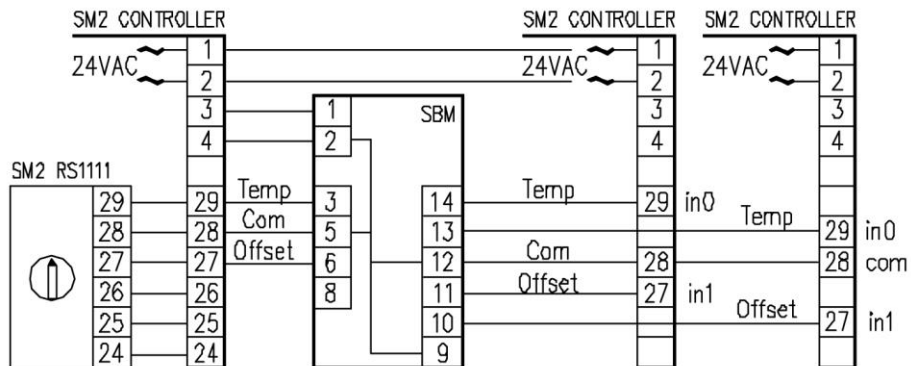 SM2 CONTROLLER SM2 CONTROLLER SM2 CONTROLLER
1 1 1
24VAC 24VAC 24VAC
2 2 2
3 1 SBM 3 3
4 2 4 4
SM2 RS1111
29 29 Temp 3 14 Temp 29 in0
28 28 Com 5 13 Temp 29 in0
27 27 Offset 6 12 Com 28 28 com
26 26 8 11 Offset 27 in1
25 25 10 Offset 27 in1
24 24 9